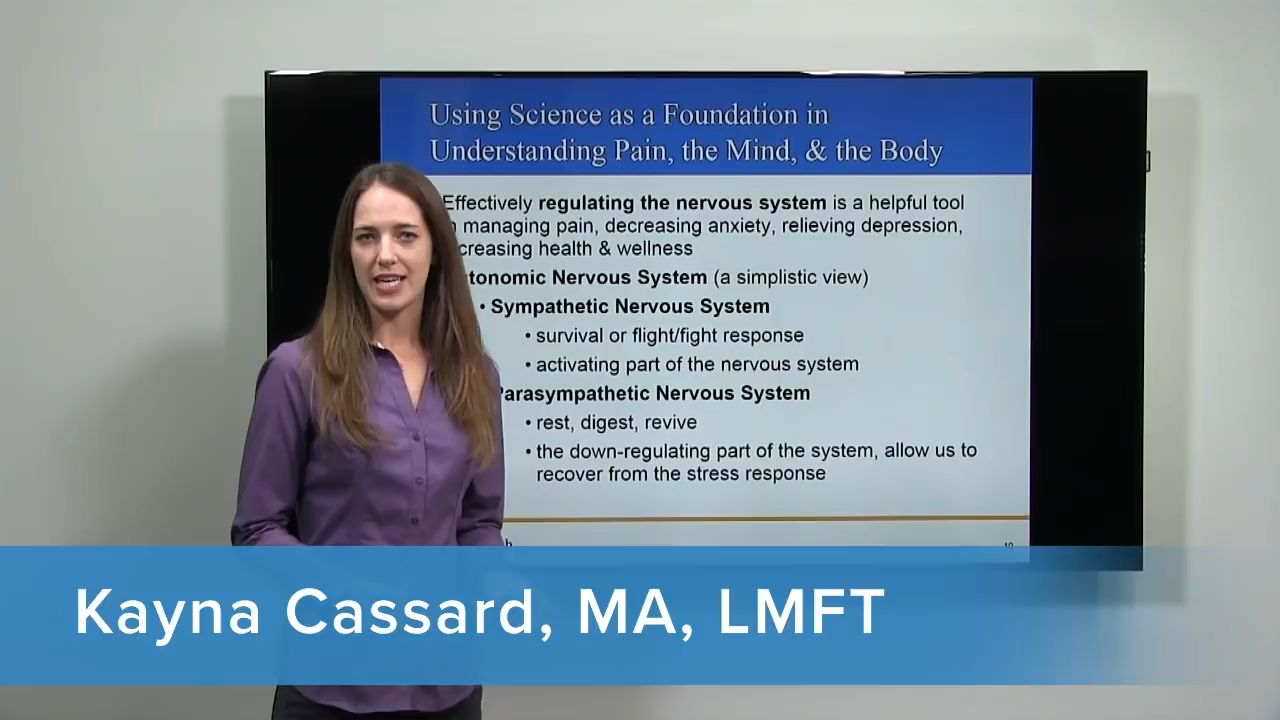 Using Science as a Foundation in
Understanding Pain, the Mind, & the Body
Effectively regulating the nervous system is a helpful tool
managing pain, decreasing anxiety, relieving depression,
creasing health & wellness
tonomic Nervous System (a simplistic view)
• Sympathetic Nervous System
• survival or flight/fight response
• activating part of the nervous system
Parasympathetic Nervous System
• rest, digest, revive
• the down-regulating part of the system, allow us to
recover from the stress response
Kayna Cassard, MA, LMFT